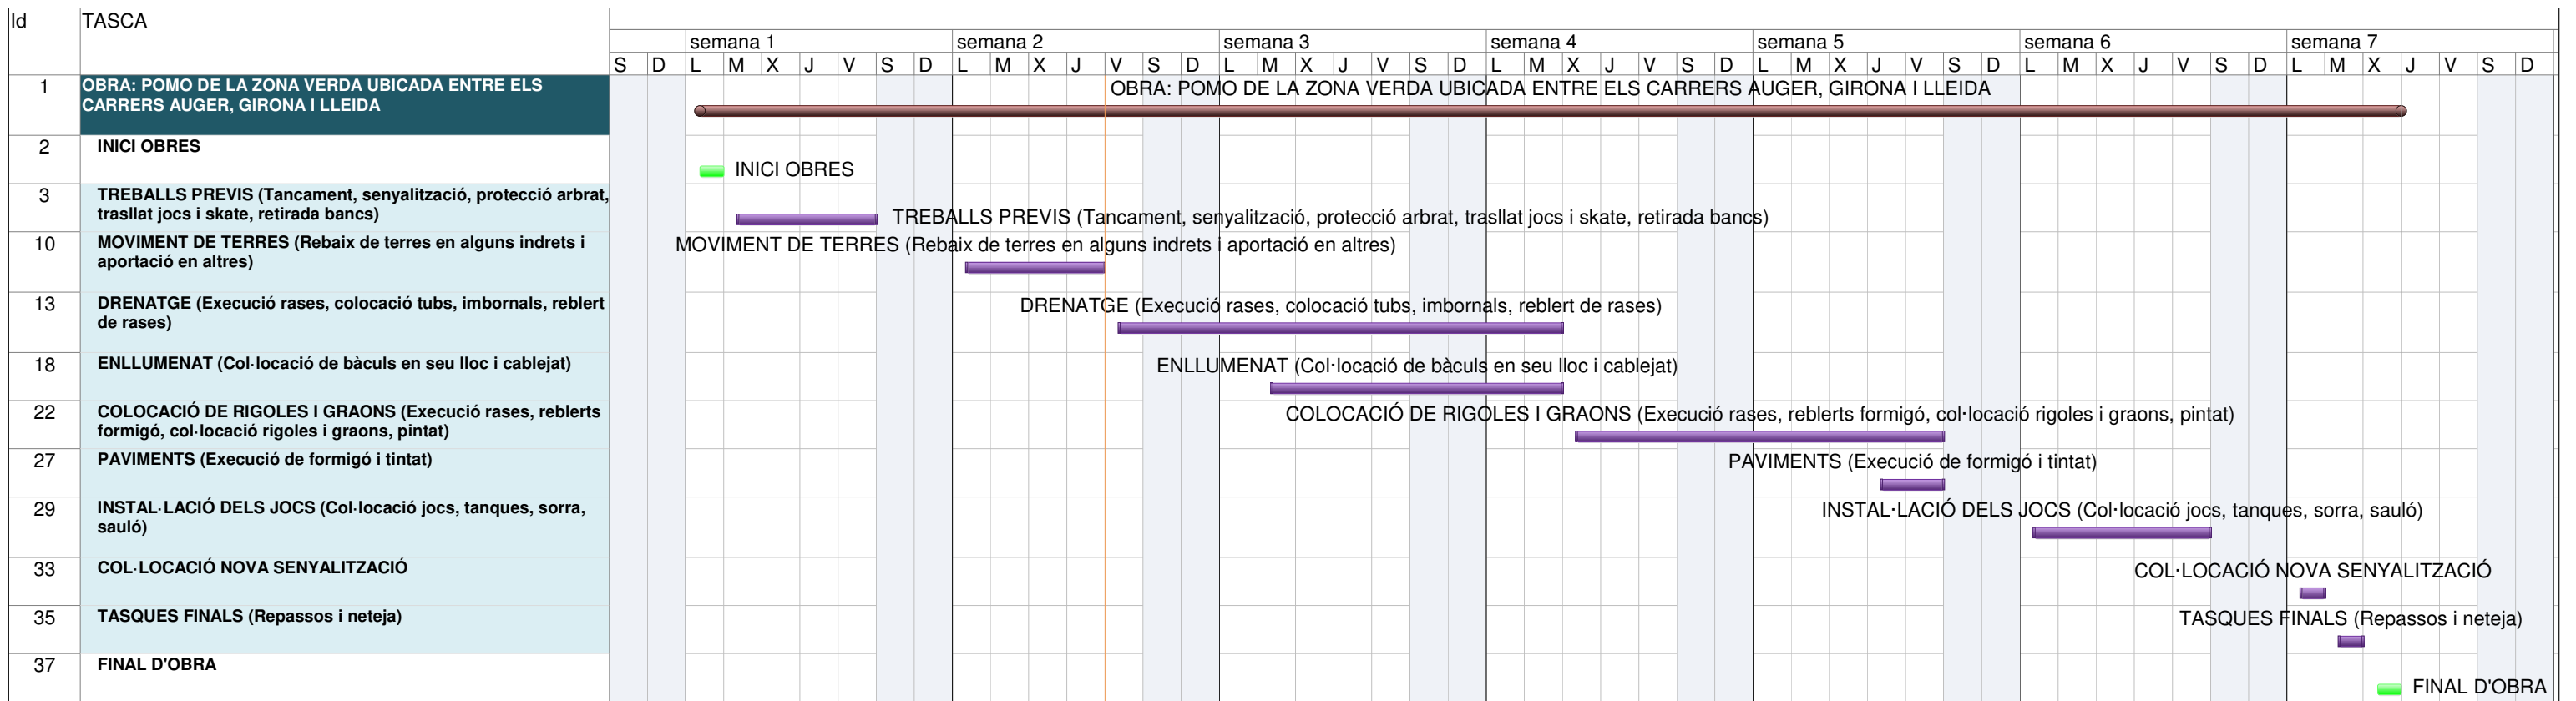 Id TASCA
semana 1 semana 2 semana 3 semana 4 semana 5 semana 6 semana 7
S D L M X J V S D L M X J V S D L M X J V S D L M X J V S D L M X J V S D L M X J V S D L M X J V S D
1 OBRA: POMO DE LA ZONA VERDA UBICADA ENTRE ELS
CARRERS AUGER, GIRONA I LLEIDA
OBRA: POMO DE LA ZONA VERDA UBICADA ENTRE ELS CARRERS AUGER, GIRONA I LLEIDA
2 INICI OBRES
INICI OBRES
3 TREBALLS PREVIS (Tancament, senyalització, protecció arbrat,
trasllat jocs i skate, retirada bancs)
TREBALLS PREVIS (Tancament, senyalització, protecció arbrat, trasllat jocs i skate, retirada bancs)
10 MOVIMENT DE TERRES (Rebaix de terres en alguns indrets i
aportació en altres)
MOVIMENT DE TERRES (Rebaix de terres en alguns indrets i aportació en altres)
13 DRENATGE (Execució rases, colocació tubs, imbornals, reblert
de rases)
DRENATGE (Execució rases, colocació tubs, imbornals, reblert de rases)
18 ENLLUMENAT (Col·locació de bàculs en seu lloc i cablejat)
ENLLUMENAT (Col·locació de bàculs en seu lloc i cablejat)
22 COLOCACIÓ DE RIGOLES I GRAONS (Execució rases, reblerts
formigó, col·locació rigoles i graons, pintat)
COLOCACIÓ DE RIGOLES I GRAONS (Execució rases, reblerts formigó, col·locació rigoles i graons, pintat)
27 PAVIMENTS (Execució de formigó i tintat)
PAVIMENTS (Execució de formigó i tintat)
29 INSTAL·LACIÓ DELS JOCS (Col·locació jocs, tanques, sorra,
sauló)
INSTAL·LACIÓ DELS JOCS (Col·locació jocs, tanques, sorra, sauló)
33 COL·LOCACIÓ NOVA SENYALITZACIÓ
COL·LOCACIÓ NOVA SENYALITZACIÓ
35 TASQUES FINALS (Repassos i neteja)
TASQUES FINALS (Repassos i neteja)
37 FINAL D'OBRA
FINAL D'OBRA